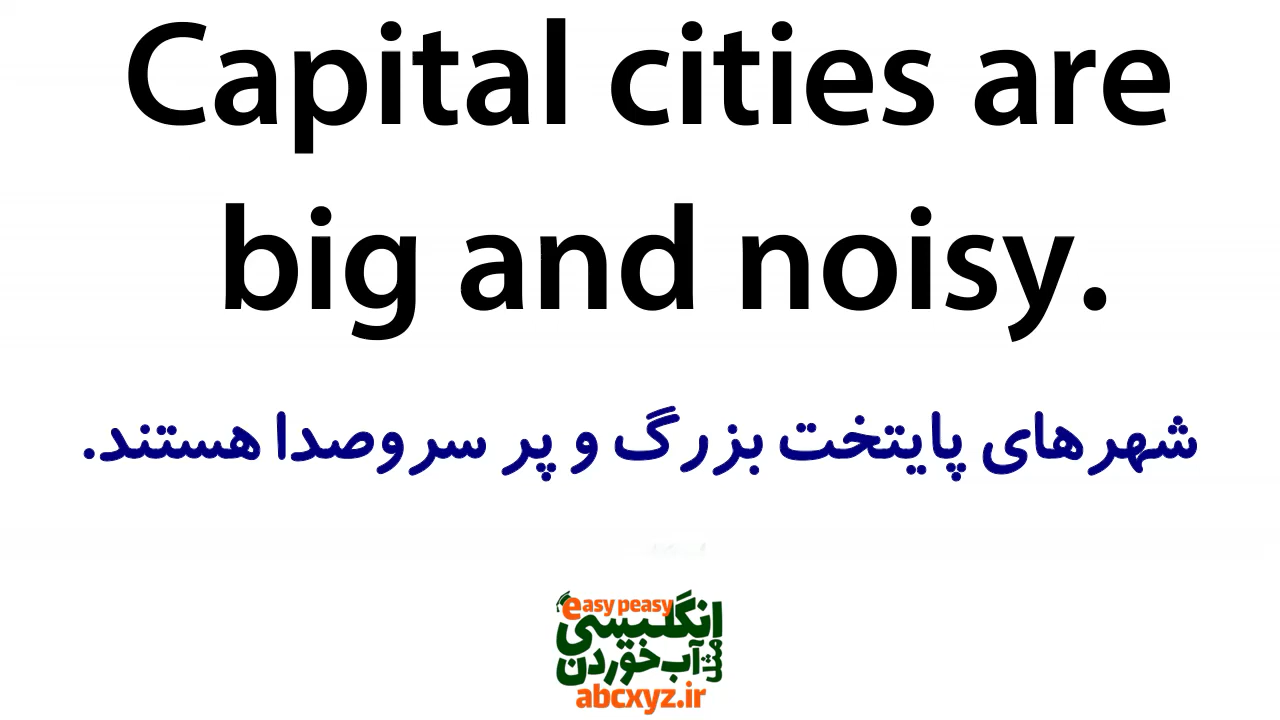 Capital cities are
big and noisy.
شهرهای پایتخت بزرگ و پر سروصدا هستند.
easy peasy
انگلیسی
مثل آب خوردن
abcxyz.ir